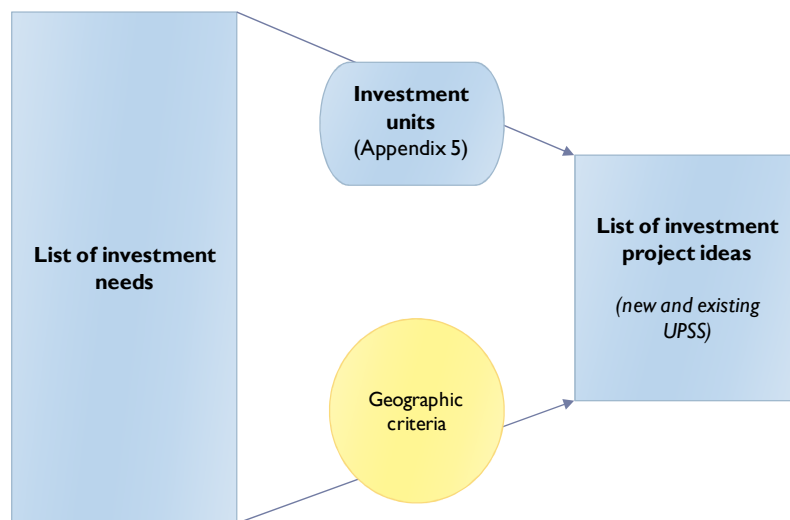 List of investment
needs
Investment
units
(Appendix 5)
Geographic
criteria
List of investment
project ideas
(new and existing
UPSS)